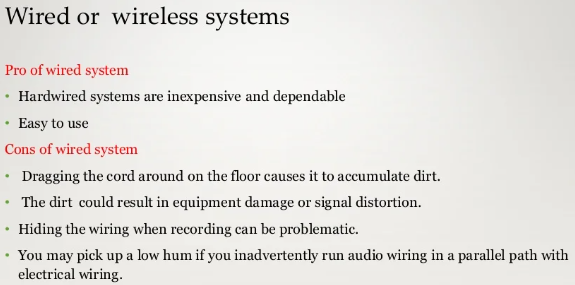 Wired or wireless systems
Pro of wired system
• Hardwired systems are inexpensive and dependable
• Easy to use
Cons of wired system
• Dragging the cord around on the floor causes it to accumulate dirt.
• The dirt could result in equipment damage or signal distortion.
• Hiding the wiring when recording can be problematic.
• You may pick up a low hum if you inadvertently run audio wiring in a parallel path with
electrical wiring.